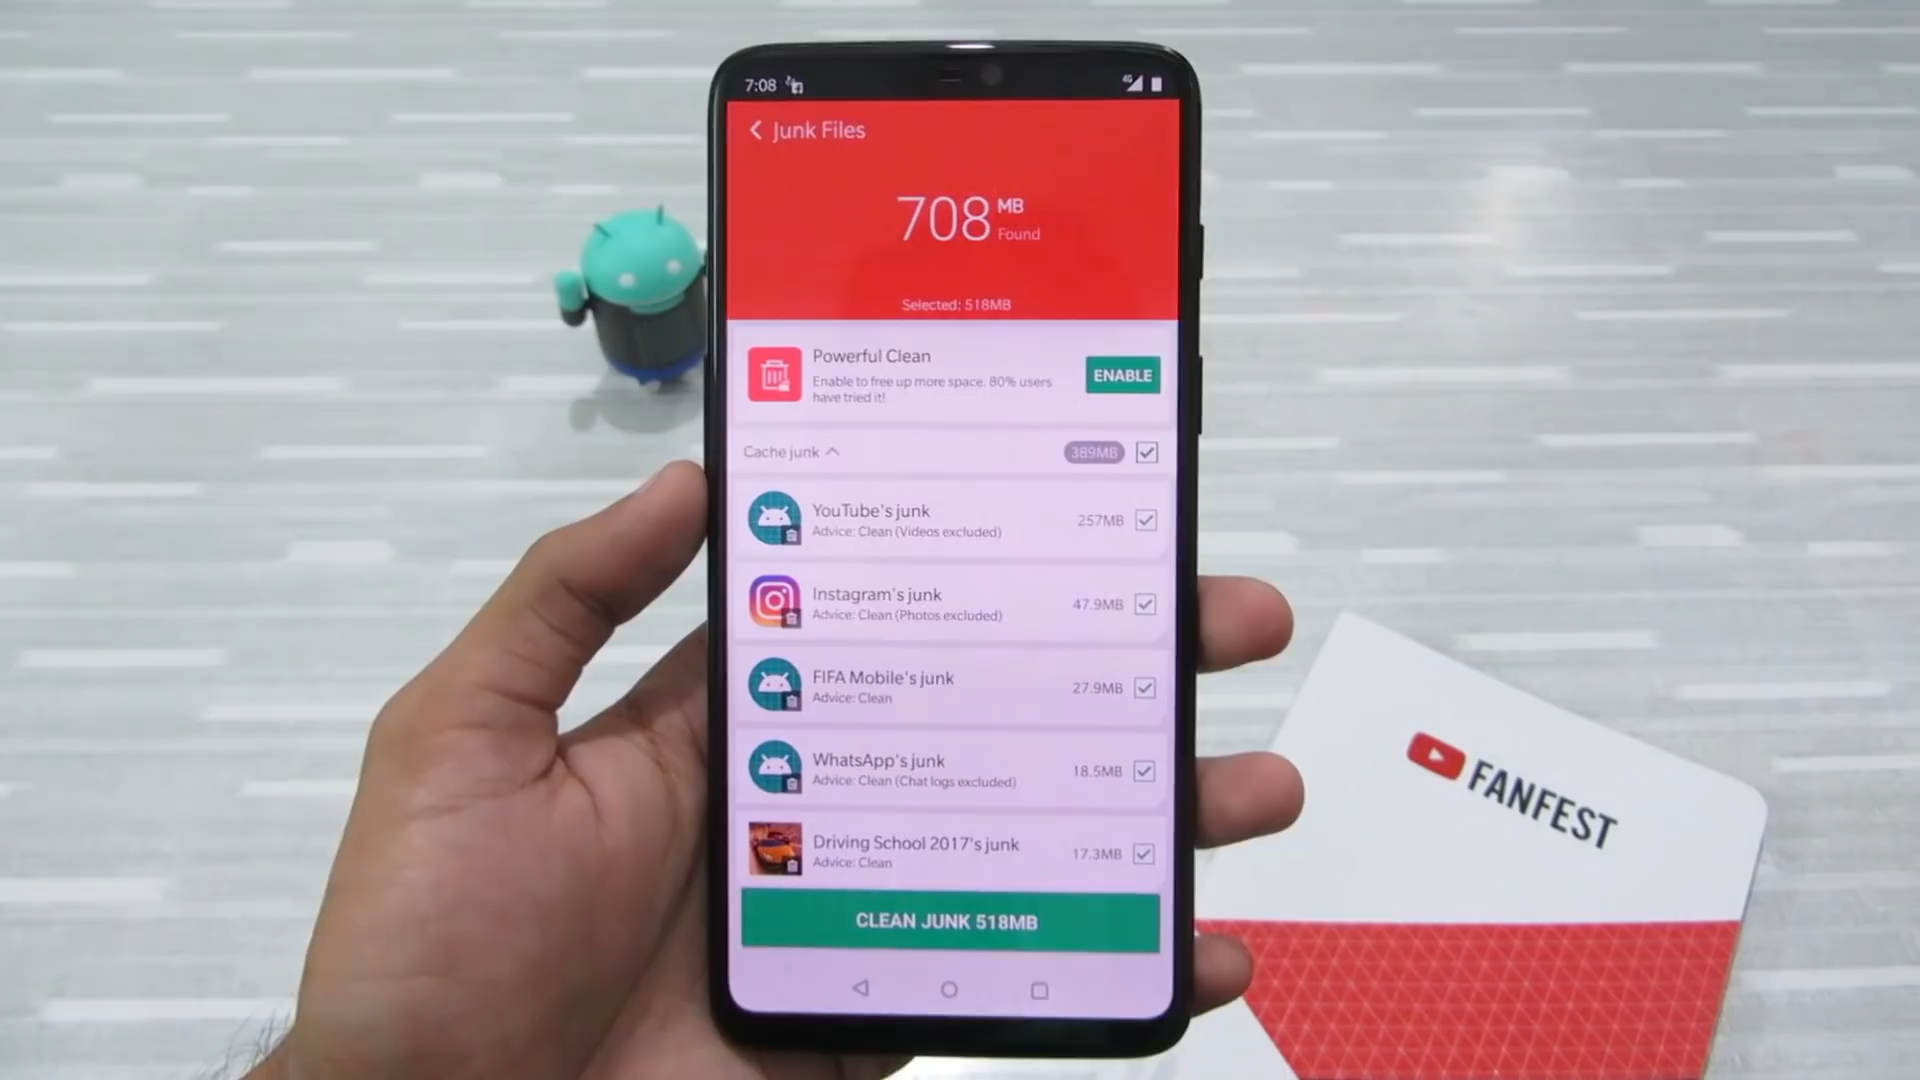 7:08
4G
Junk Files
708 MB
Found
Selected: 518MB
Powerful Clean
Enable to free up more space. 80% users
have tried it!
ENABLE
Cache junk
389MB
YouTube's junk
Advice: Clean (Videos excluded)
257MB
Instagram's junk
Advice: Clean (Photos excluded)
47.9MB
FIFA Mobile's junk
Advice: Clean
27.9MB
WhatsApp's junk
Advice: Clean (Chat logs excluded)
18.5MB
Driving School 2017's junk
Advice: Clean
17.3MB
CLEAN JUNK 518MB
FANFEST